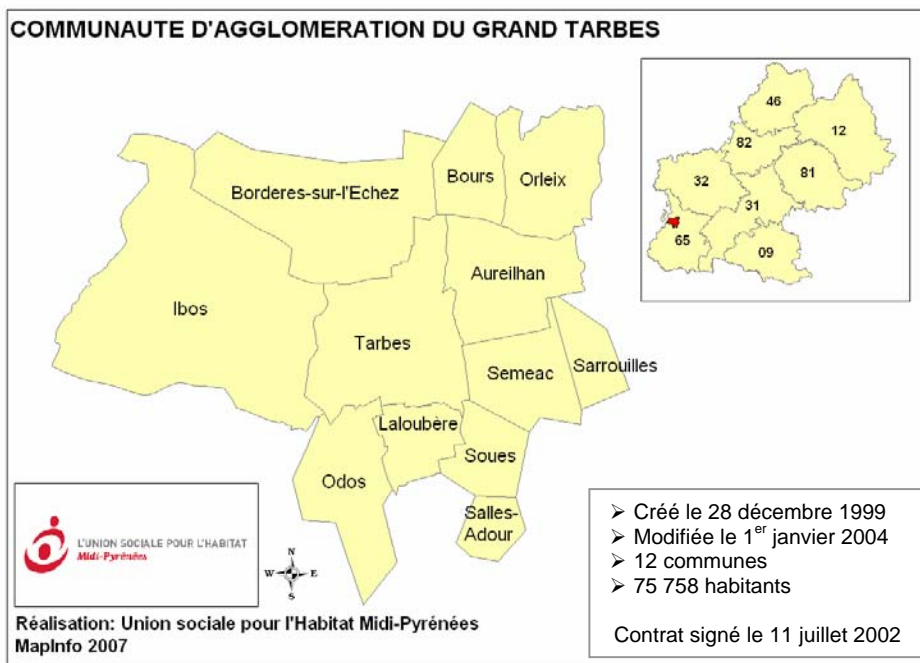 COMMUNAUTE D'AGGLOMERATION DU GRAND TARBES
46
12
82
32
81
31
65
09
Bours
Orleix
Borderes-sur-l'Echez
Aureilhan
Ibos
Tarbes
Semeac
Sarrouilles
Laloubère
Soues
Odos
Salles-
Adour
L'UNION SOCIALE POUR L'HABITAT
Midi-Pyrénées
N
W
E
S
Réalisation: Union sociale pour l'Habitat Midi-Pyrénées
MapInfo 2007
➢ Créé le 28 décembre 1999
➢ Modifiée le 1er janvier 2004
➢ 12 communes
➢ 75 758 habitants
Contrat signé le 11 juillet 2002